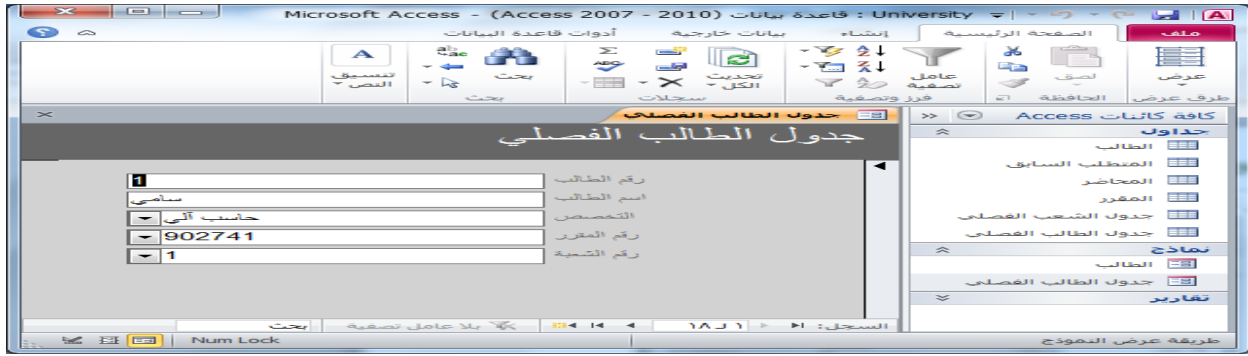 University : قاعدة بيانات (Access 2007 - 2010) - Microsoft Access
ملف
الصفحة الرئيسية
إنشاء
بيانات خارجية
أدوات قاعدة البيانات
عرض
لصق
عامل تصفية
تحديث الكل
بحث
تنسيق النص
طرق عرض
الحافظة
فرز وتصفية
سجلات
بحث
كافة كائنات Access
جداول
الطالب
المتطلب السابق
المحاضر
المقرر
جدول الشعب الفصلي
جدول الطالب الفصلي
نماذج
الطالب
جدول الطالب الفصلي
تقارير
جدول الطالب الفصلي
جدول الطالب الفصلي
رقم الطالب 1
اسم الطالب سامي
التخصص حاسب آلي
رقم المقرر 902741
رقم الشعبة 1
السجل: ١ لـ ١٨ بلا عامل تصفية بحث
طريقة عرض النموذج
Num Lock